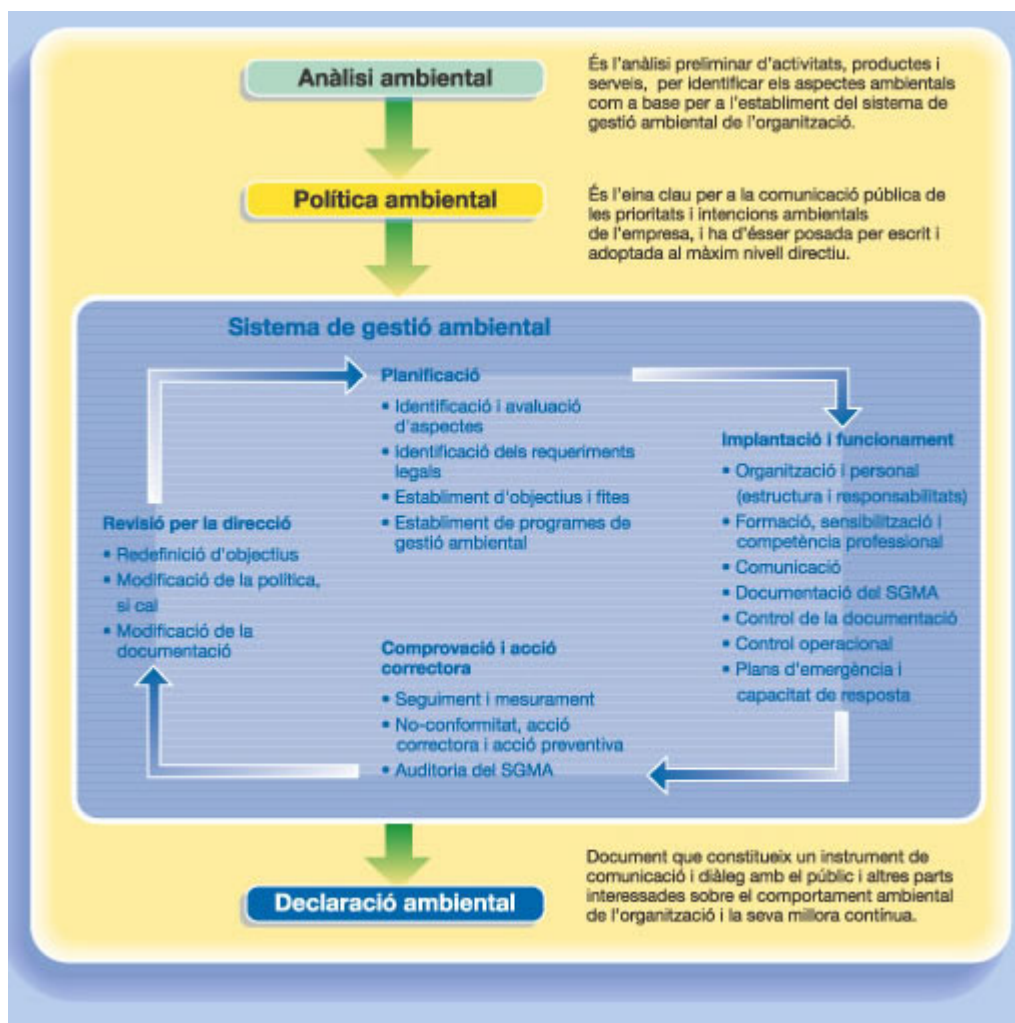 Anàlisi ambiental
És l'anàlisi preliminar d'activitats, productes i
serveis, per identificar els aspectes ambientals
com a base per a l'establiment del sistema de
gestió ambiental de l'organització.
Política ambiental
És l'eina clau per a la comunicació pública de
les prioritats i intencions ambientals
de l'empresa, i ha d'ésser posada per escrit i
adoptada al màxim nivell directiu.
Sistema de gestió ambiental
Planificació
• Identificació i avaluació
d'aspectes
• Identificació dels requeriments
legals
• Establiment d'objectius i fites
• Establiment de programes de
gestió ambiental
Implantació i funcionament
• Organització i personal
(estructura i responsabilitats)
• Formació, sensibilització i
competència professional
• Comunicació
• Documentació del SGMA
• Control de la documentació
• Control operacional
• Plans d'emergència i
capacitat de resposta
Comprovació i acció
correctora
• Seguiment i mesurament
• No-conformitat, acció
correctora i acció preventiva
• Auditoria del SGMA
Revisió per la direcció
• Redefinició d'objectius
• Modificació de la política,
si cal
• Modificació de la
documentació
Declaració ambiental
Document que constitueix un instrument de
comunicació i diàleg amb el públic i altres parts
interessades sobre el comportament ambiental
de l'organització i la seva millora contínua.